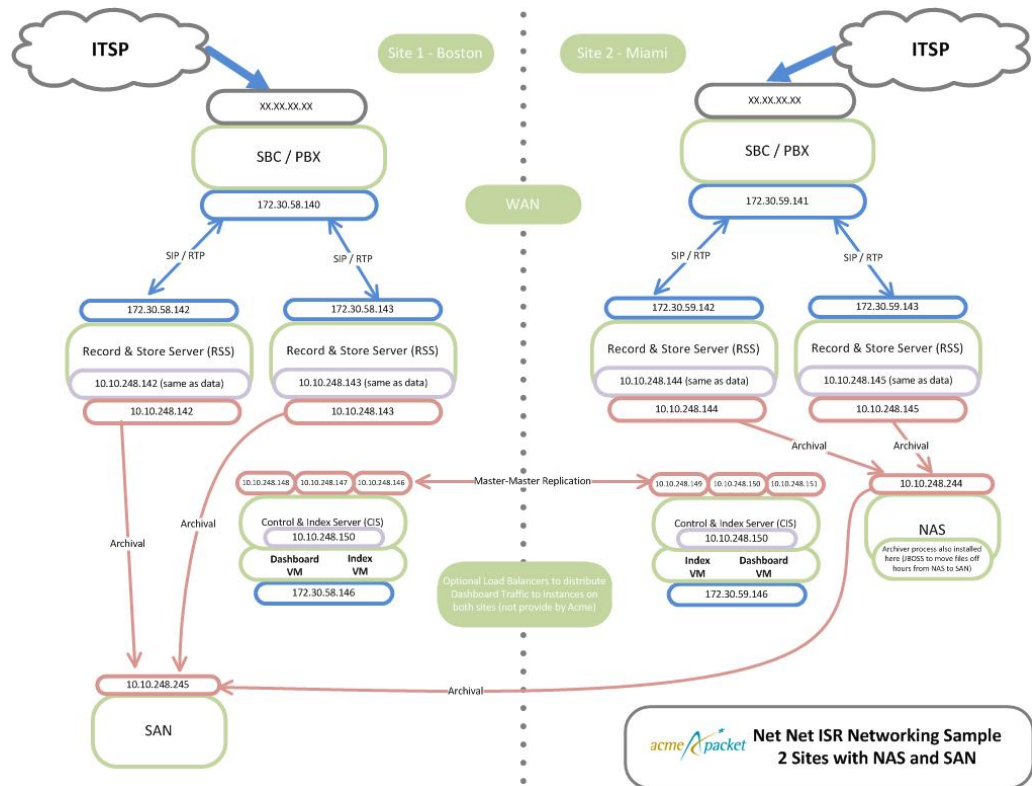 ITSP
Site 1 - Boston
Site 2 - Miami
ITSP
XX.XX.XX.XX
XX.XX.XX.XX
SBC / PBX
SBC / PBX
172.30.58.140
WAN
172.30.59.141
SIP / RTP
SIP / RTP
SIP / RTP
SIP / RTP
172.30.58.142
172.30.58.143
172.30.59.142
172.30.59.143
Record & Store Server (RSS)
Record & Store Server (RSS)
Record & Store Server (RSS)
Record & Store Server (RSS)
10.10.248.142 (same as data)
10.10.248.143 (same as data)
10.10.248.144 (same as data)
10.10.248.145 (same as data)
10.10.248.142
10.10.248.143
10.10.248.144
10.10.248.145
Archival
Archival
10.10.248.148
10.10.248.147
10.10.248.146
Master-Master Replication
10.10.248.149
10.10.248.150
10.10.248.151
10.10.248.244
Control & Index Server (CIS)
Control & Index Server (CIS)
NAS
Archival
Archival
10.10.248.150
10.10.248.150
Archiver process also installed
here (JBOSS to move files off
hours from NAS to SAN)
Dashboard
VM
Index
VM
Index
VM
Dashboard
VM
172.30.58.146
172.30.59.146
Optional Load Balancers to distribute
Dashboard Traffic to instances on
both sites (not provide by Acme)
10.10.248.245
Archival
SAN
acme packet
Net Net ISR Networking Sample
2 Sites with NAS and SAN